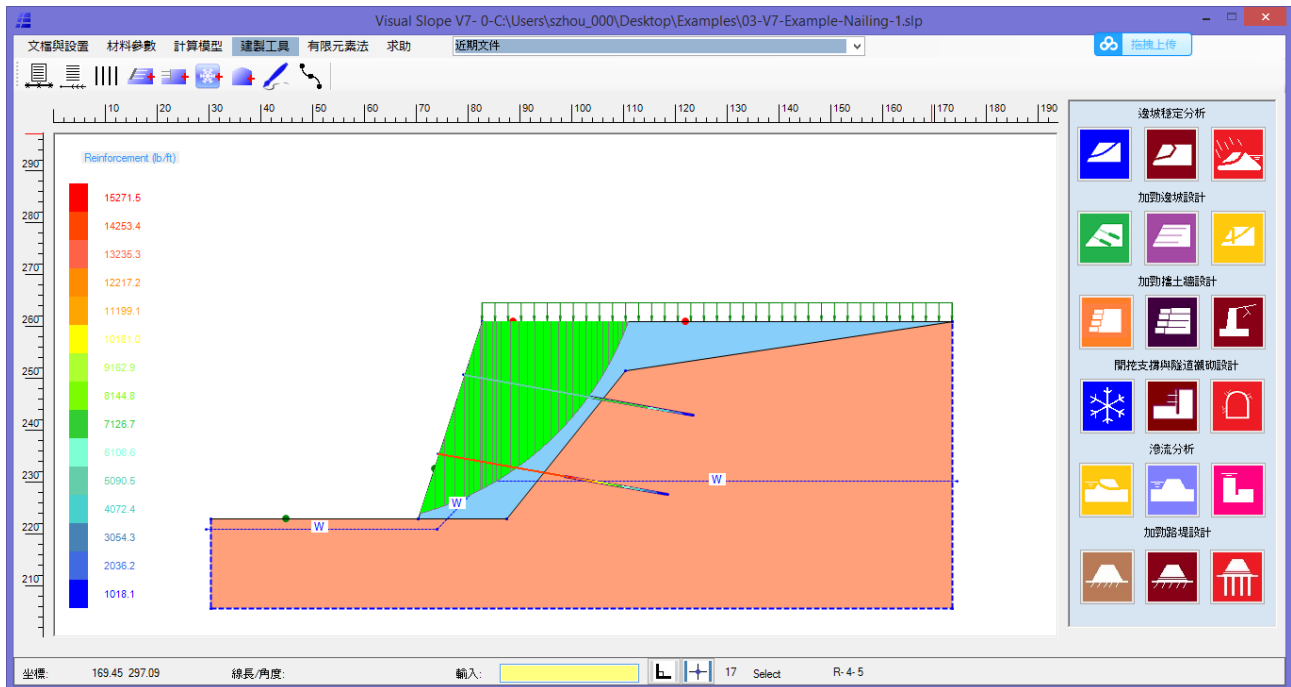 Visual Slope V7- 0-C:\Users\szhou_000\Desktop\Examples\03-V7-Example-Nailing-1.slp
文檔與設置 材料參數 計算模型 建製工具 有限元素法 求助 近期文件
拖拽上传
10 20 30 40 50 60 70 80 90 100 110 120 130 140 150 160 170 180 190
290
280
270
260
250
240
230
220
210
Reinforcement (lb/ft)
15271.5
14253.4
13235.3
12217.2
11199.1
10181.0
9162.9
8144.8
7126.7
6108.6
5090.5
4072.4
3054.3
2036.2
1018.1
W
W
W
邊坡穩定分析
加勁邊坡設計
加勁擋土牆設計
開挖支撐與隧道襯砌設計
滲流分析
加勁路堤設計
坐標: 169.45 297.09 線長/角度: 輸入: 17 Select R- 4- 5